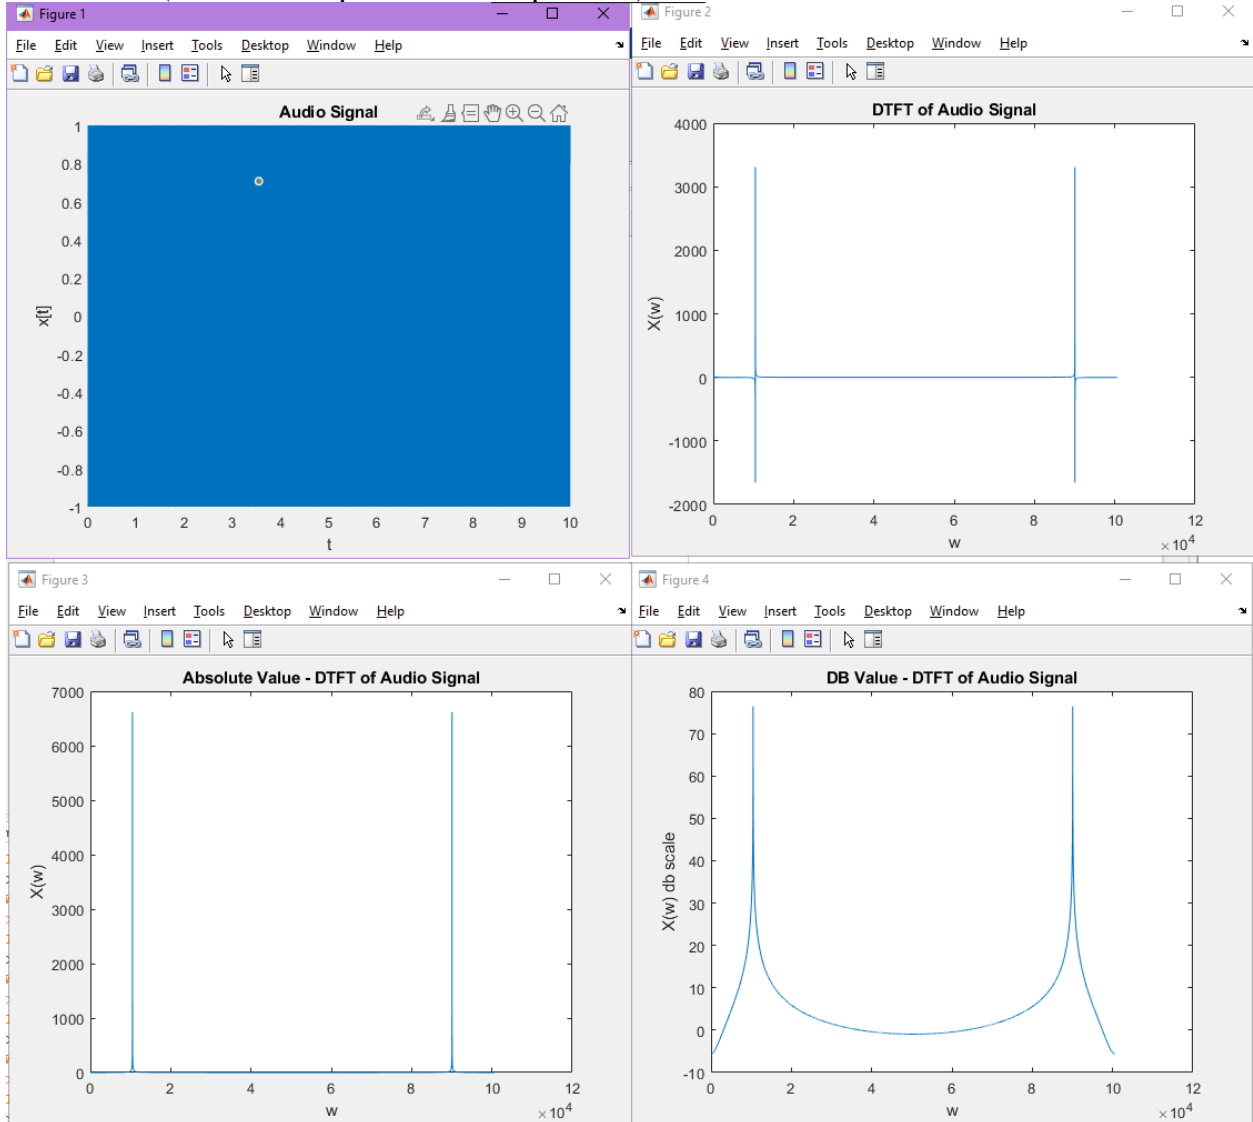 Figure 1
File Edit View Insert Tools Desktop Window Help
Audio Signal
1
0.8
0.6
0.4
0.2
0
-0.2
-0.4
-0.6
-0.8
-1
x[t]
0 1 2 3 4 5 6 7 8 9 10
t
Figure 2
File Edit View Insert Tools Desktop Window Help
DTFT of Audio Signal
4000
3000
2000
1000
0
-1000
-2000
X(w)
0 2 4 6 8 10 12
w
×10^4
Figure 3
File Edit View Insert Tools Desktop Window Help
Absolute Value - DTFT of Audio Signal
7000
6000
5000
4000
3000
2000
1000
0
X(w)
0 2 4 6 8 10 12
w
×10^4
Figure 4
File Edit View Insert Tools Desktop Window Help
DB Value - DTFT of Audio Signal
80
70
60
50
40
30
20
10
0
-10
X(w) db scale
0 2 4 6 8 10 12
w
×10^4